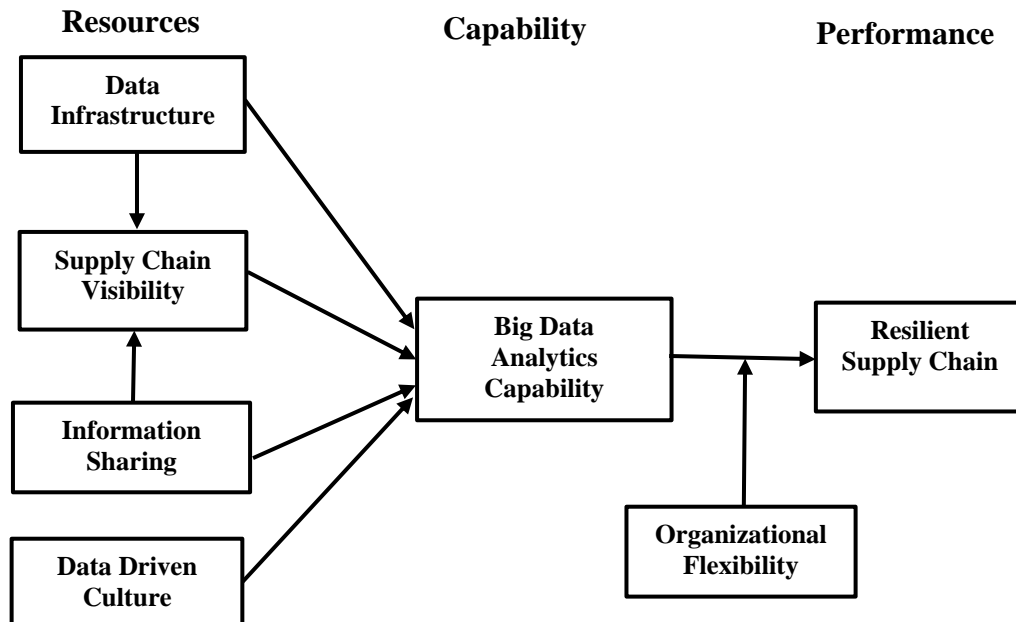 Resources
Capability
Performance
Data
Infrastructure
Supply Chain
Visibility
Information
Sharing
Data Driven
Culture
Big Data
Analytics
Capability
Resilient
Supply Chain
Organizational
Flexibility